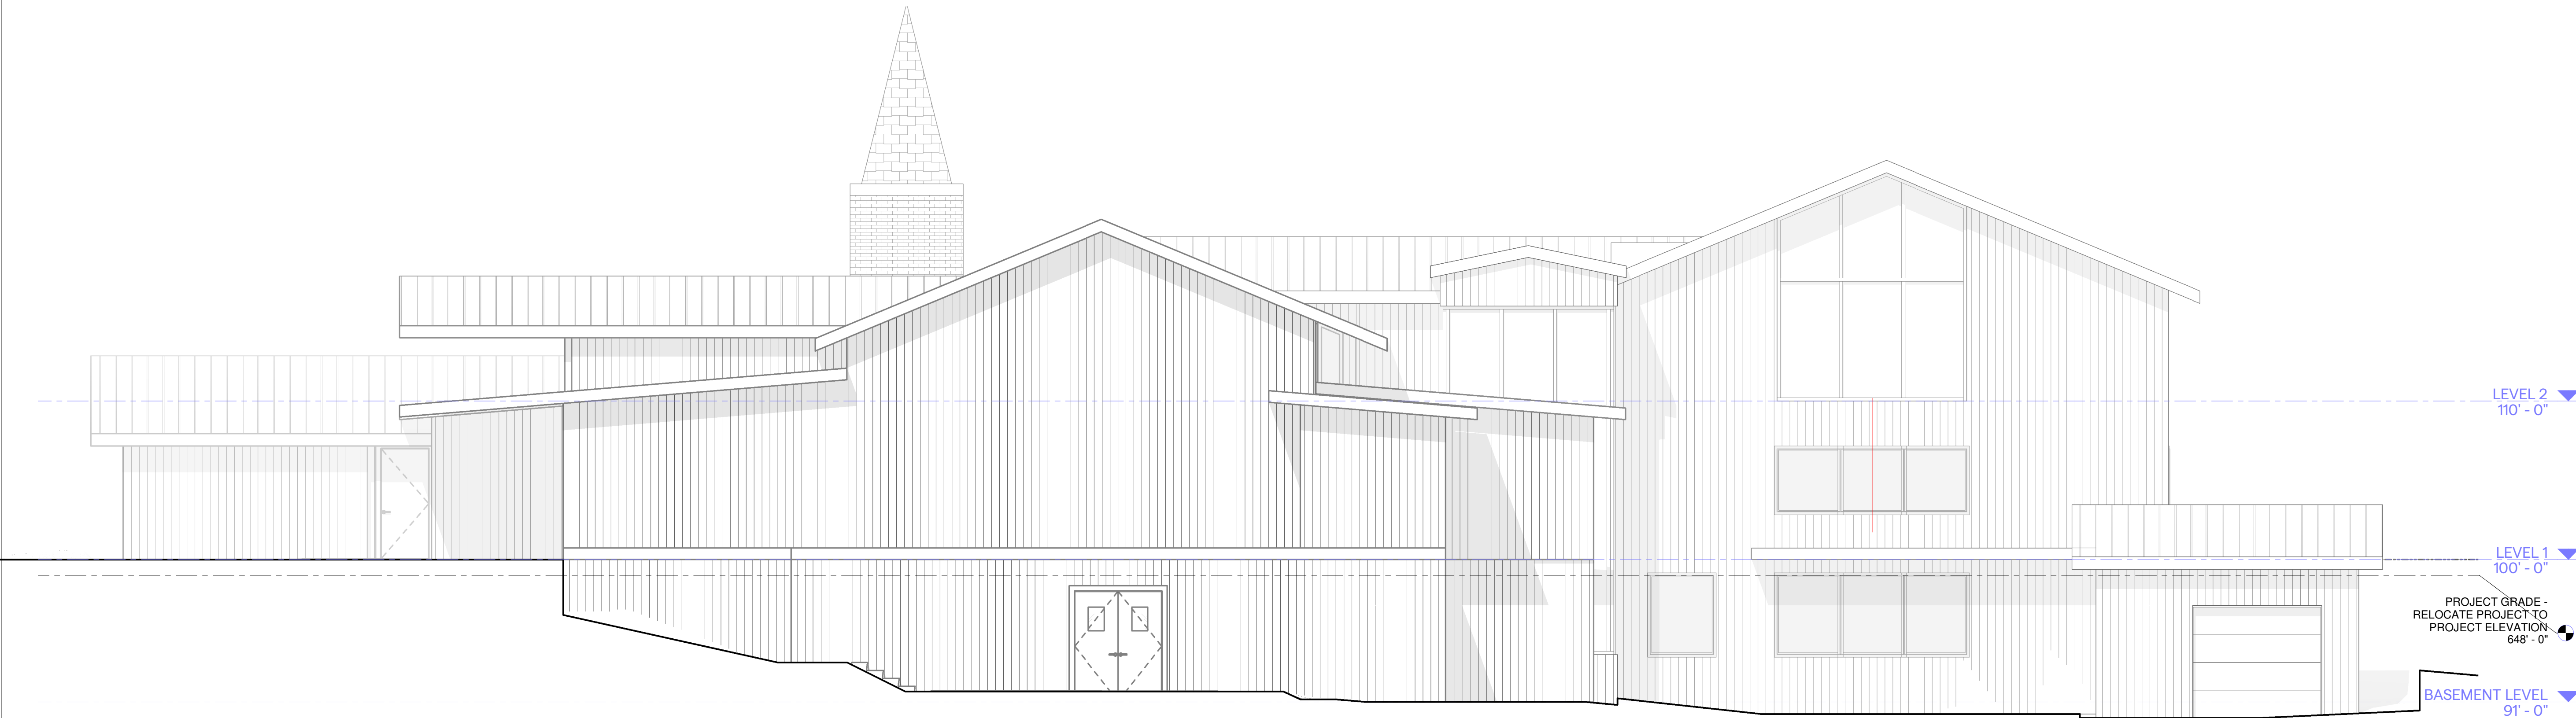 LEVEL 2
110' - 0"
LEVEL 1
100' - 0"
PROJECT GRADE -
RELOCATE PROJECT TO
PROJECT ELEVATION
648' - 0"
BASEMENT LEVEL
91' - 0"